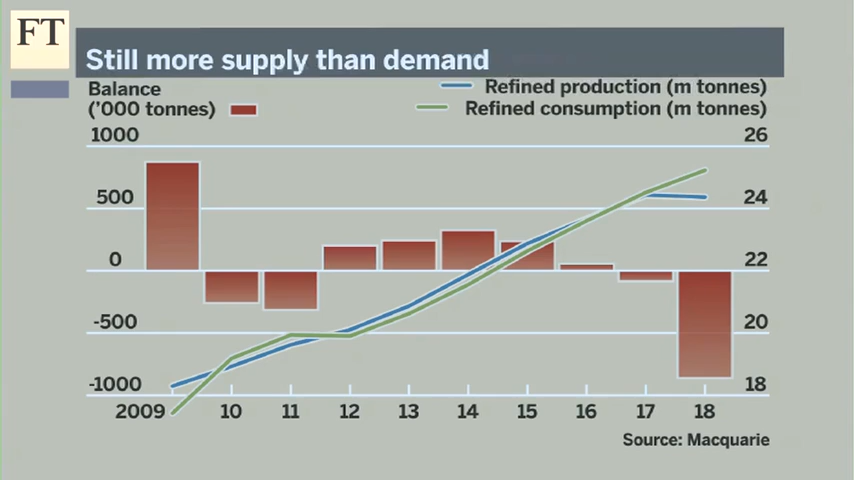 FT
Still more supply than demand
Balance
('000 tonnes)
Refined production (m tonnes)
Refined consumption (m tonnes)
1000 26
500 24
0 22
-500 20
-1000 18
2009 10 11 12 13 14 15 16 17 18
Source: Macquarie